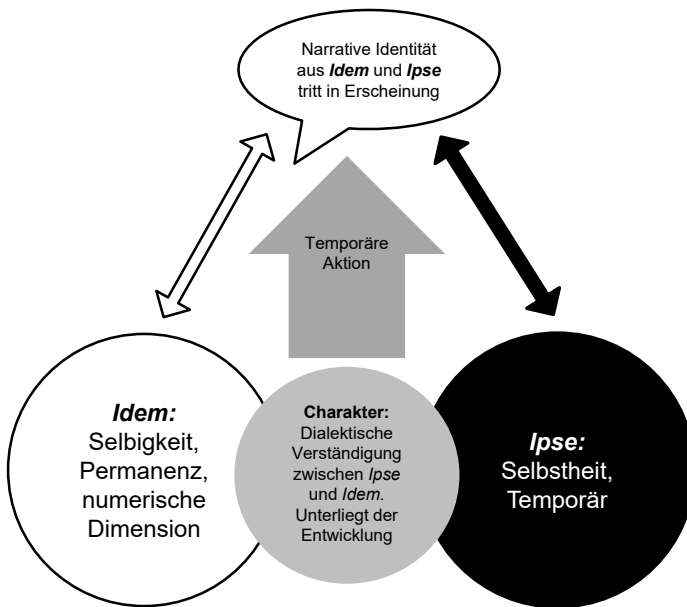 Narrative Identität
aus Idem und Ipse
tritt in Erscheinung
Temporäre
Aktion
Idem:
Selbigkeit,
Permanenz,
numerische
Dimension
Charakter:
Dialektische
Verständigung
zwischen Ipse
und Idem.
Unterliegt der
Entwicklung
Ipse:
Selbstheit,
Temporär